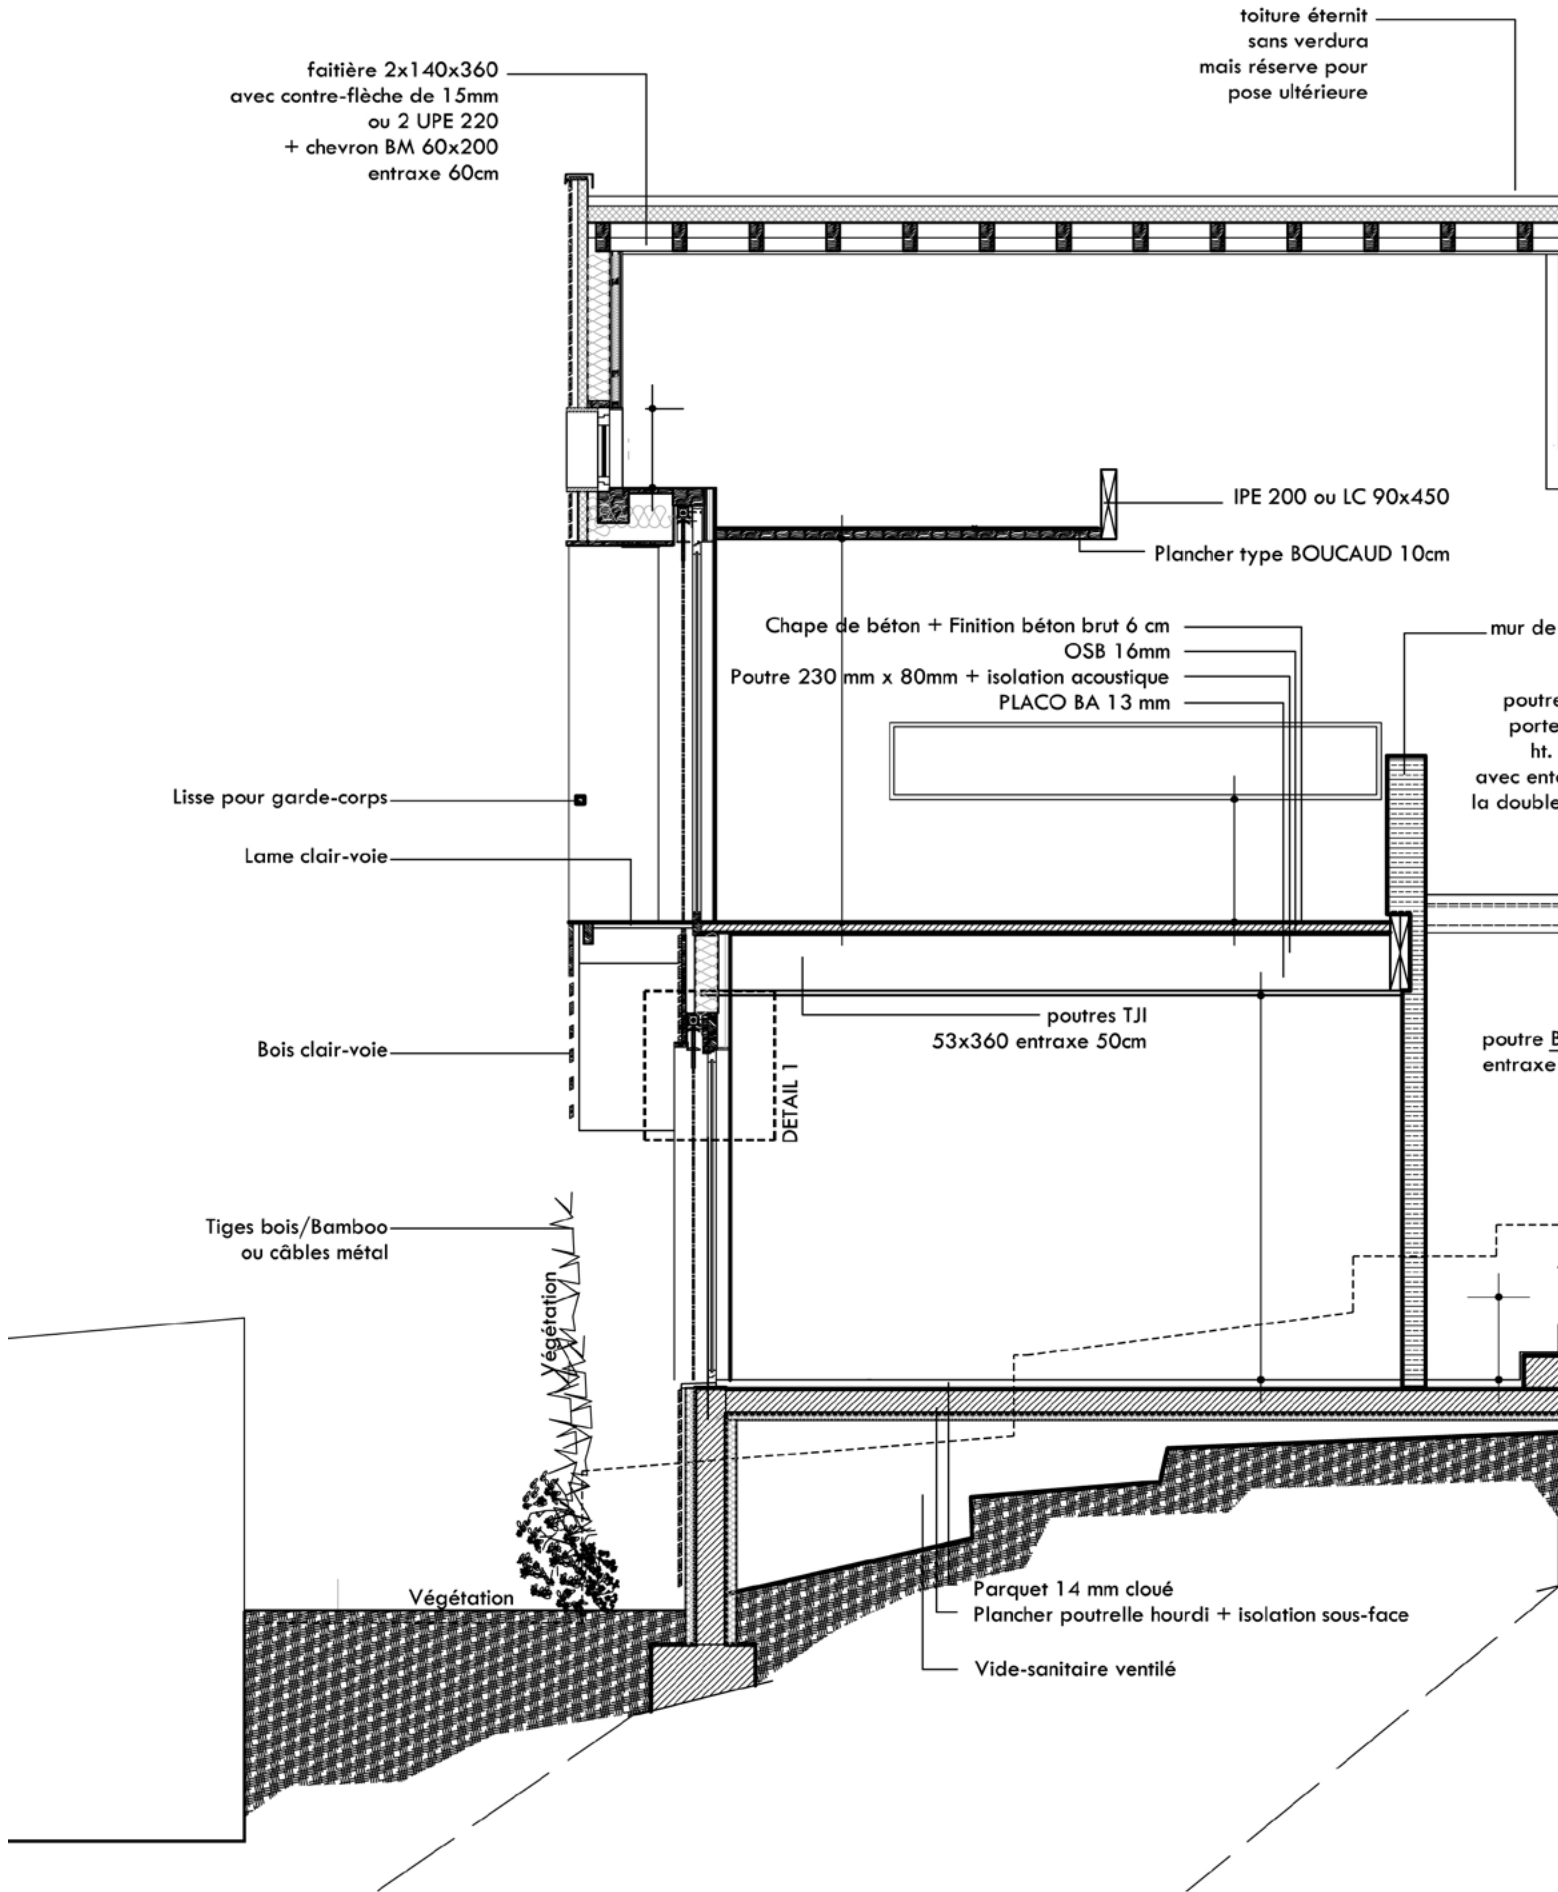 toiture éternit
sans verdura
mais réserve pour
pose ultérieure
faitière 2x140x360
avec contre-flèche de 15mm
ou 2 UPE 220
+ chevron BM 60x200
entraxe 60cm
IPE 200 ou LC 90x450
Plancher type BOUCAUD 10cm
Chape de béton + Finition béton brut 6 cm
OSB 16mm
Poutre 230 mm x 80mm + isolation acoustique
PLACO BA 13 mm
mur de
poutre
porte
ht.
avec ent
la double
Lisse pour garde-corps
Lame clair-voie
Bois clair-voie
poutres TJI
53x360 entraxe 50cm
DETAIL 1
poutre B
entraxe
Tiges bois/Bamboo
ou câbles métal
Végétation
Végétation
Parquet 14 mm cloué
Plancher poutrelle hourdi + isolation sous-face
Vide-sanitaire ventilé